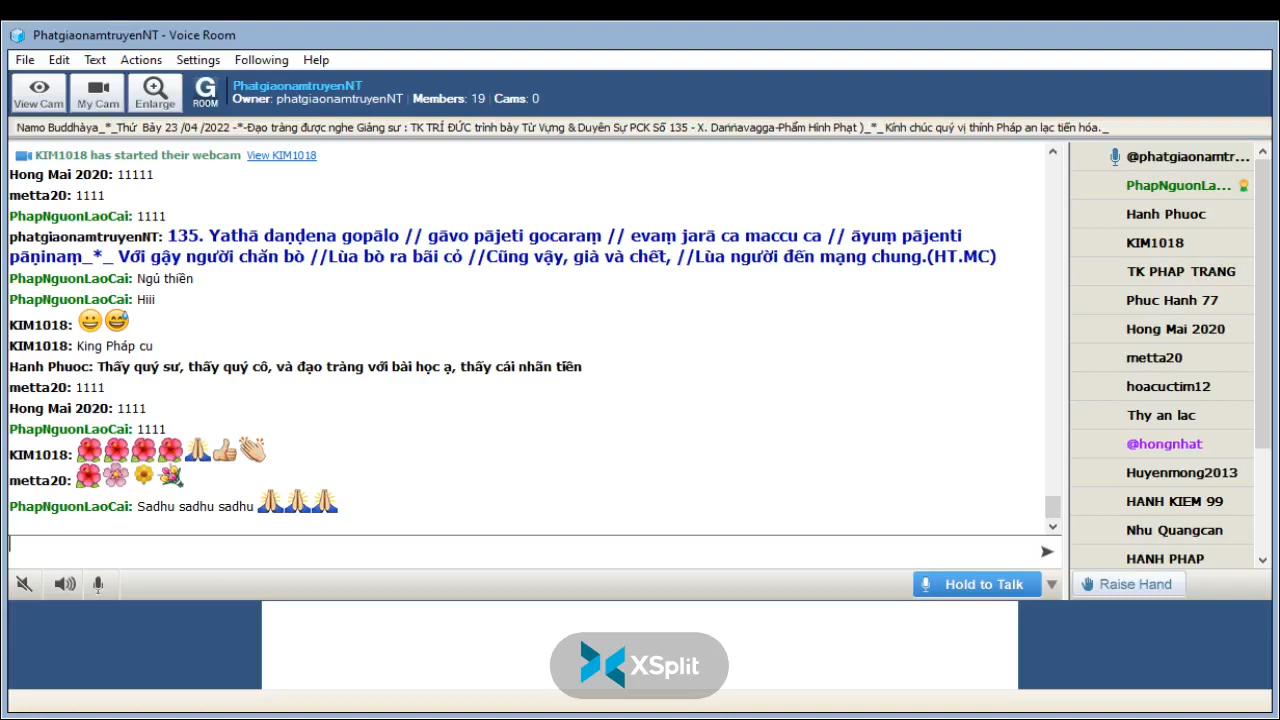 PhatgiaonamtruyenNT - Voice Room
File Edit Text Actions Settings Following Help
View Cam My Cam Enlarge G ROOM
PhatgiaonamtruyenNT
Owner: phatgiaonamtruyenNT | Members: 19 | Cams: 0
Namo Buddhàya_*_Thứ Bảy 23 /04 /2022 -*-Đạo tràng được nghe Giảng sư : TK TRÍ ĐỨC trình bày Từ Vựng & Duyên Sự PCK Số 135 - X. Daṅnavagga-Phẩm Hình Phạt )_*_ Kính chúc quý vị thính Pháp an lạc tiến hóa._
KIM1018 has started their webcam View KIM1018
Hong Mai 2020: 11111
metta20: 1111
PhapNguonLaoCai: 1111
phatgiaonamtruyenNT: 135. Yathā daṇḍena gopālo // gāvo pājeti gocaraṃ // evaṃ jarā ca maccu ca // āyuṃ pājenti
pāṇinaṃ_*_ Với gậy người chăn bò //Lùa bò ra bãi cỏ //Cũng vậy, già và chết, //Lùa người đến mạng chung.(HT.MC)
PhapNguonLaoCai: Ngủ thiền
PhapNguonLaoCai: Hiii
KIM1018: 😀😅
KIM1018: King Pháp cu
Hanh Phuoc: Thấy quý sư, thấy quý cô, và đạo tràng với bài học ạ, thấy cái nhãn tiền
metta20: 1111
Hong Mai 2020: 1111
PhapNguonLaoCai: 1111
KIM1018: 🌺🌺🌺🌺🙏👍👏
metta20: 🌺🌸🌼💐
PhapNguonLaoCai: Sadhu sadhu sadhu 🙏🙏🙏
@phatgiaonamtr...
PhapNguonLa...
Hanh Phuoc
KIM1018
TK PHAP TRANG
Phuc Hanh 77
Hong Mai 2020
metta20
hoacuctim12
Thy an lac
@hongnhat
Huyenmong2013
HANH KIEM 99
Nhu Quangcan
HANH PHAP
Hold to Talk
Raise Hand
XSplit